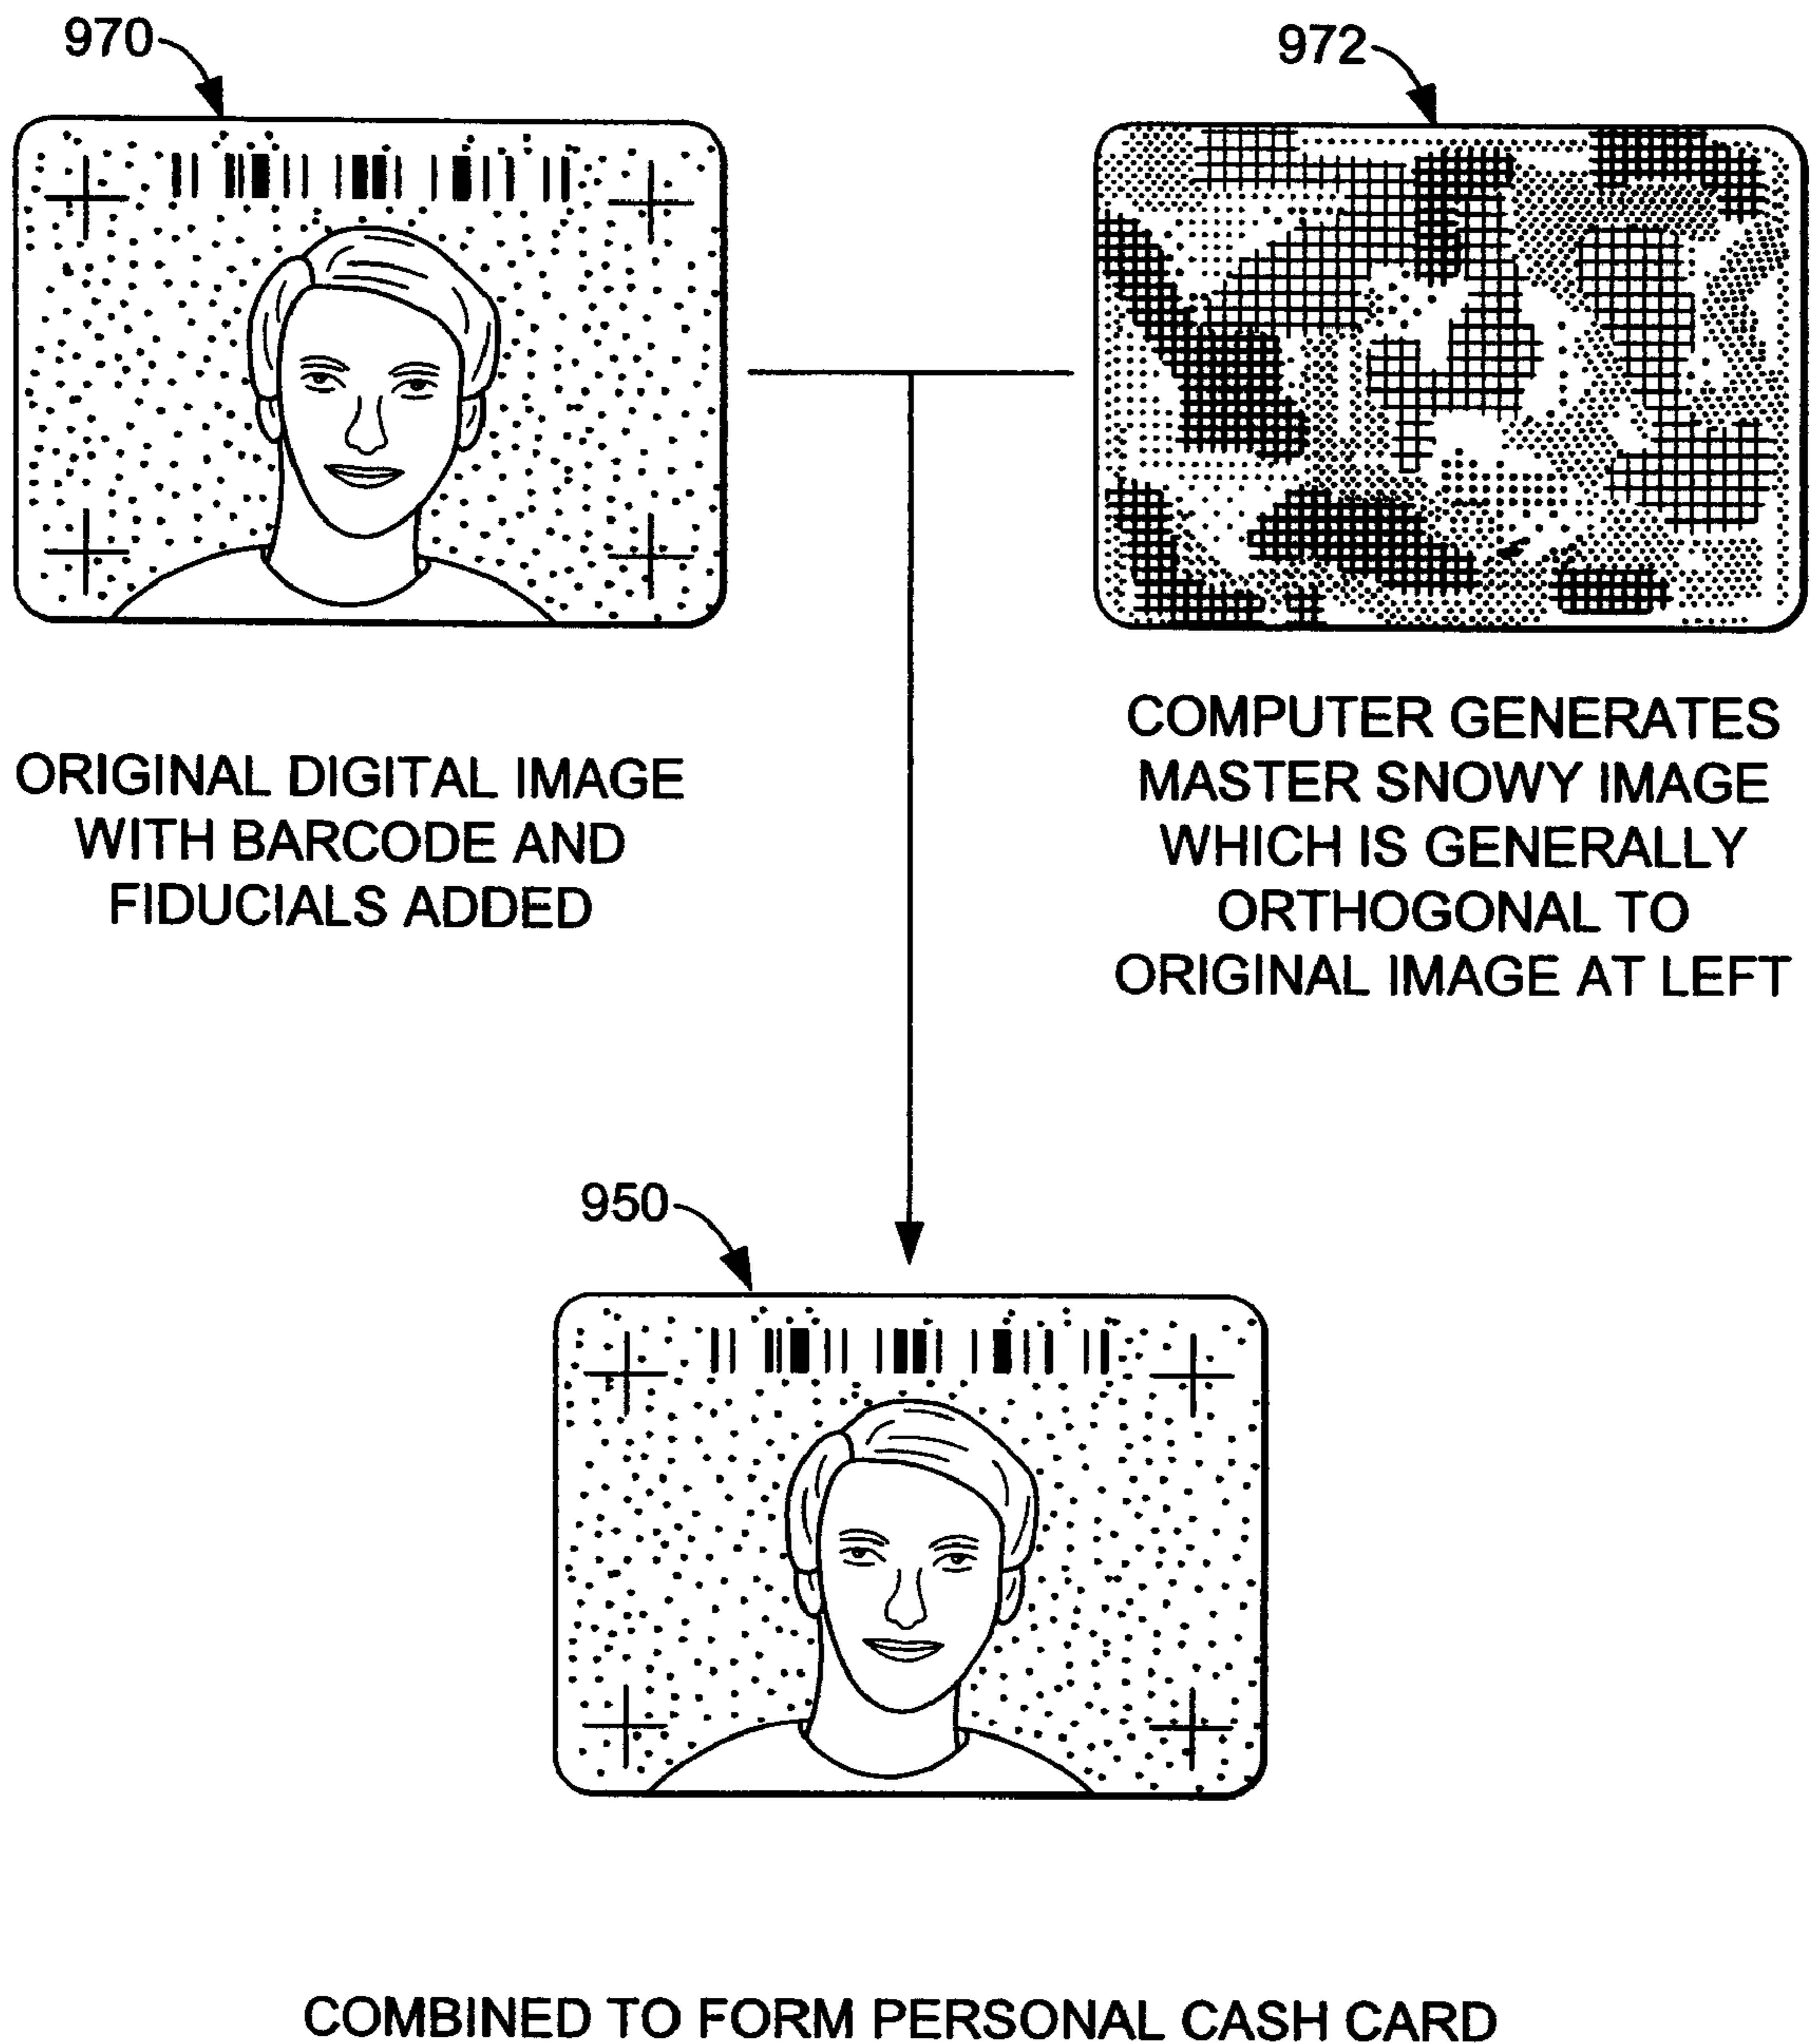 970
972
ORIGINAL DIGITAL IMAGE
WITH BARCODE AND
FIDUCIALS ADDED
COMPUTER GENERATES
MASTER SNOWY IMAGE
WHICH IS GENERALLY
ORTHOGONAL TO
ORIGINAL IMAGE AT LEFT
950
COMBINED TO FORM PERSONAL CASH CARD